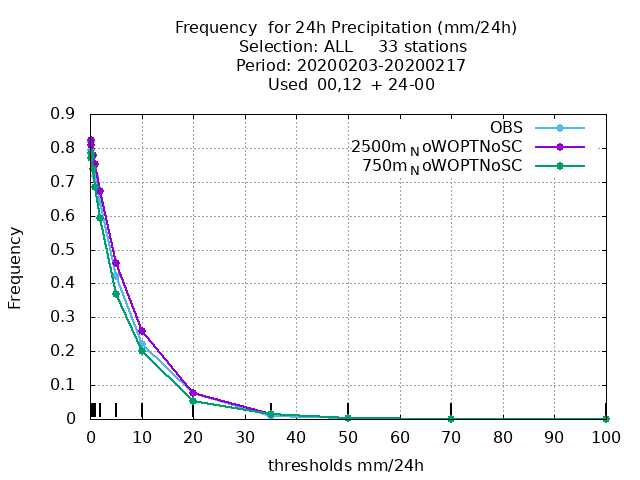 Frequency  for 24h Precipitation (mm/24h)
Selection: ALL     33 stations
Period: 20200203-20200217
Used  00,12  + 24-00
OBS
2500m_NoWOPTNoSC
750m_NoWOPTNoSC
0.9
0.8
0.7
0.6
0.5
0.4
0.3
0.2
0.1
0
Frequency
0 10 20 30 40 50 60 70 80 90 100
thresholds mm/24h